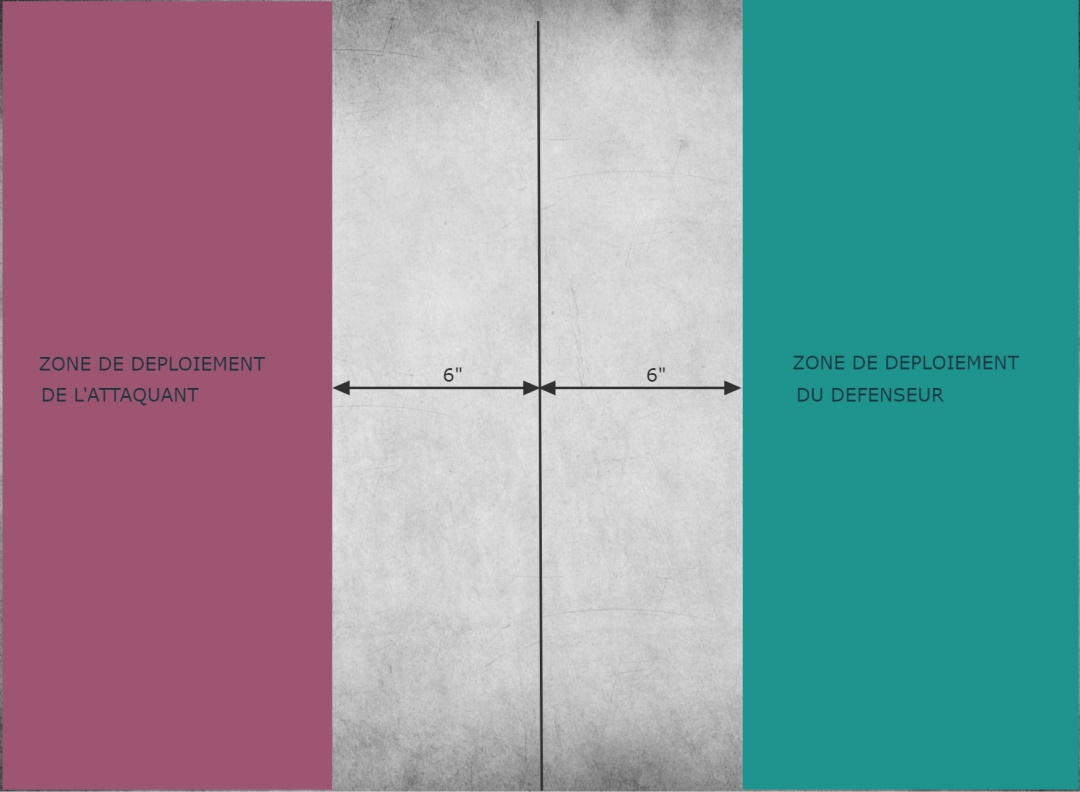 ZONE DE DEPLOIEMENT
DE L'ATTAQUANT
6"
6"
ZONE DE DEPLOIEMENT
DU DEFENSEUR